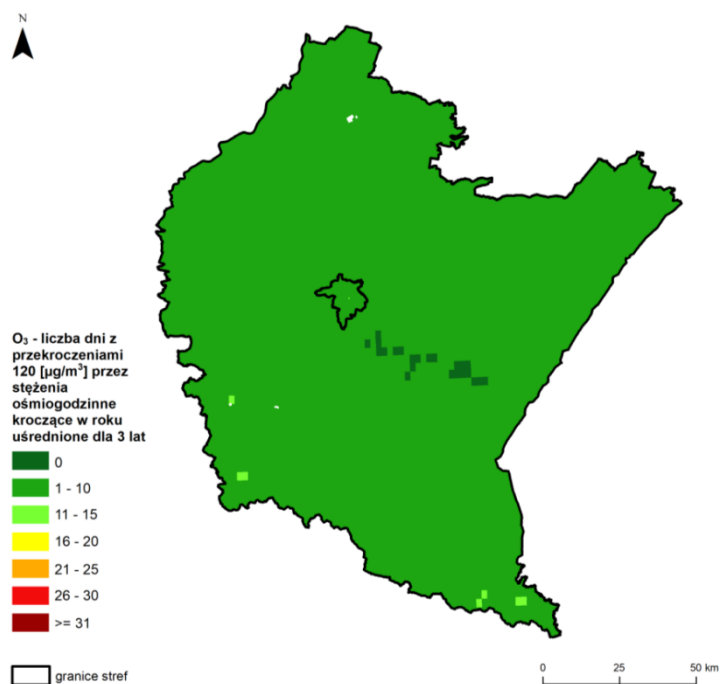 N
O₃ - liczba dni z
przekroczeniami
120 [µg/m³] przez
stężenia
ośmiogodzinne
kroczące w roku
uśrednione dla 3 lat
0
1 - 10
11 - 15
16 - 20
21 - 25
26 - 30
>= 31
granice stref
0 25 50 km